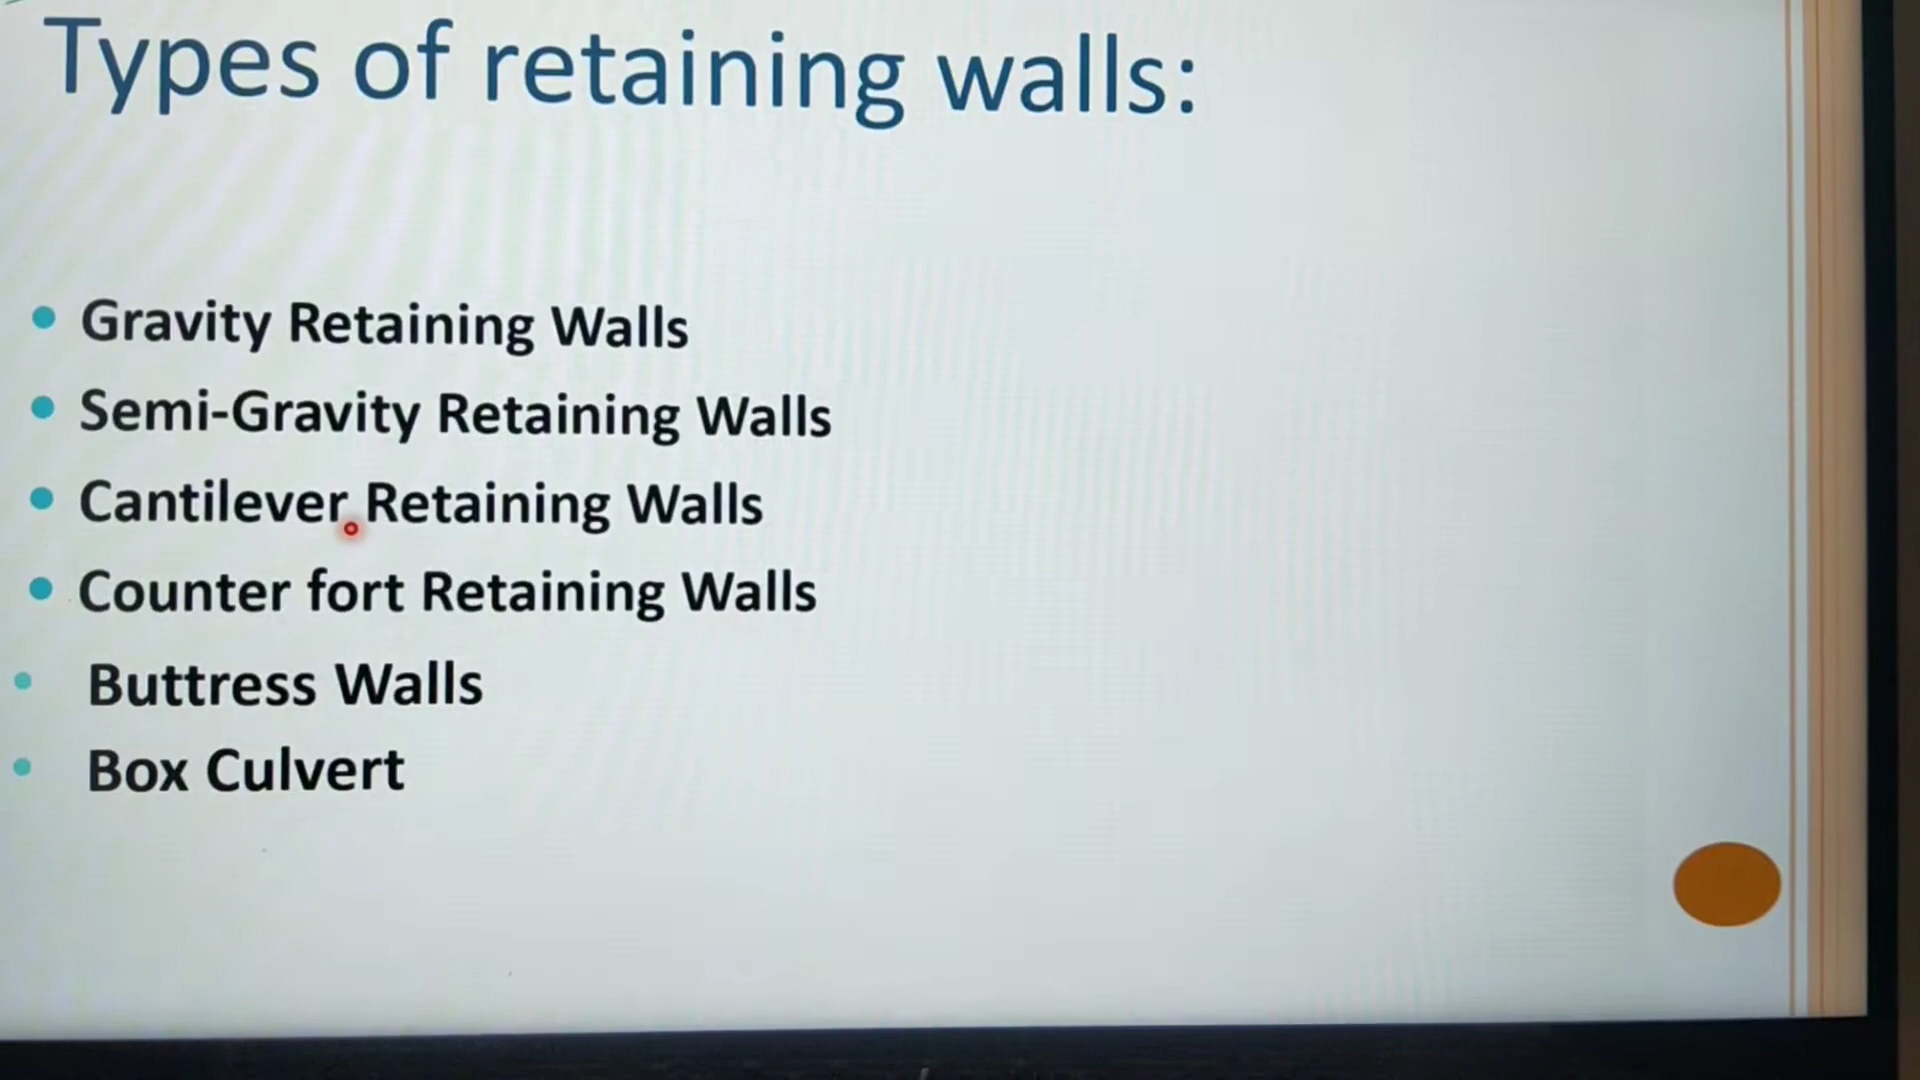 Types of retaining walls:
• Gravity Retaining Walls
• Semi-Gravity Retaining Walls
• Cantilever Retaining Walls
• Counter fort Retaining Walls
• Buttress Walls
• Box Culvert